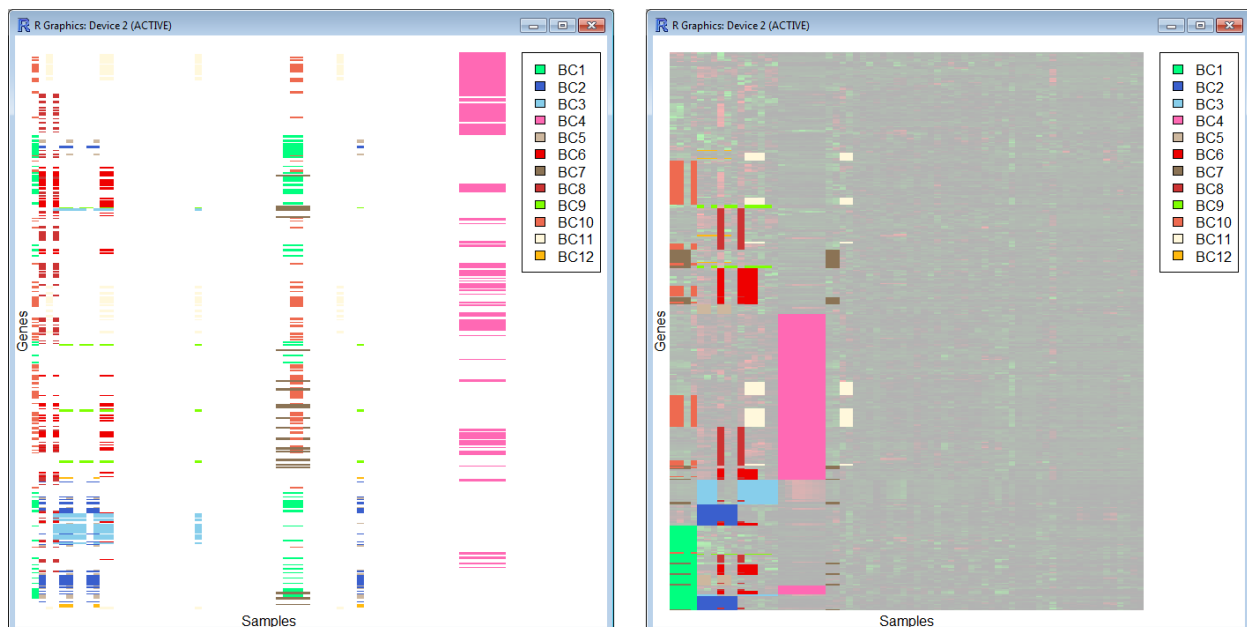 R Graphics: Device 2 (ACTIVE)
BC1
BC2
BC3
BC4
BC5
BC6
BC7
BC8
BC9
BC10
BC11
BC12
Genes
Samples
R Graphics: Device 2 (ACTIVE)
BC1
BC2
BC3
BC4
BC5
BC6
BC7
BC8
BC9
BC10
BC11
BC12
Genes
Samples